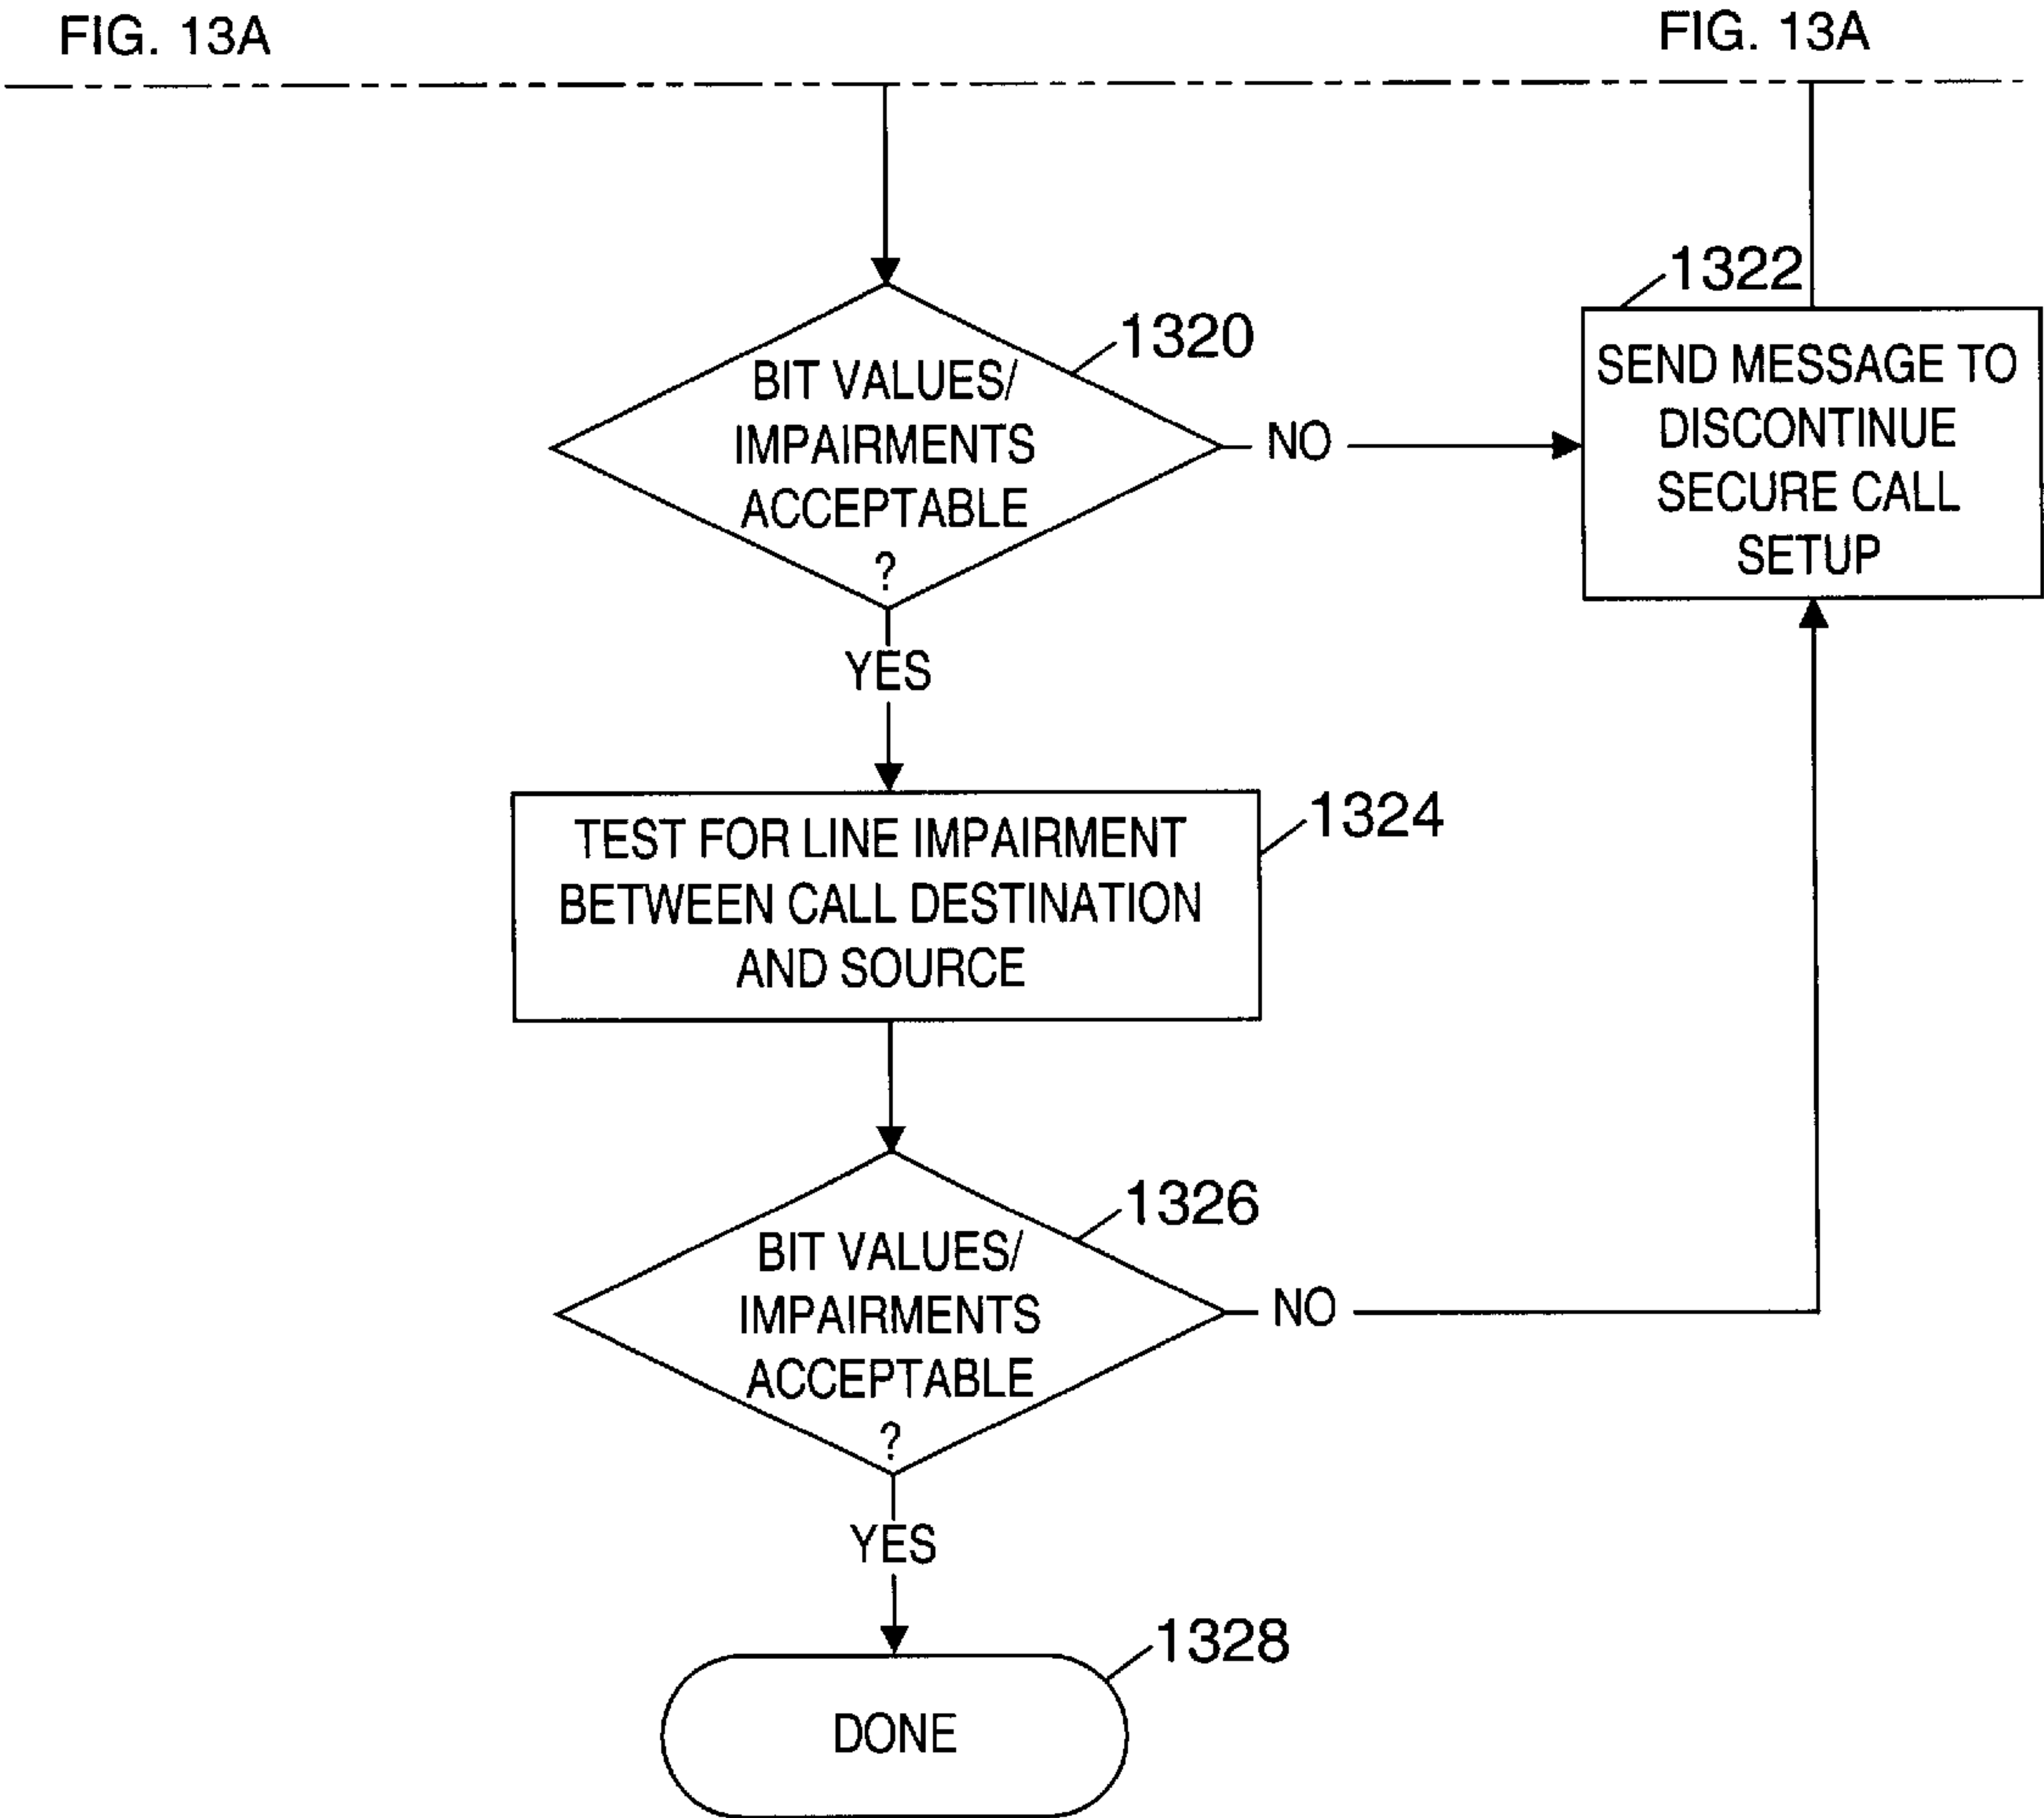 FIG. 13A
FIG. 13A
1320
BIT VALUES/
IMPAIRMENTS
ACCEPTABLE
?
NO
1322
SEND MESSAGE TO
DISCONTINUE
SECURE CALL
SETUP
YES
1324
TEST FOR LINE IMPAIRMENT
BETWEEN CALL DESTINATION
AND SOURCE
1326
BIT VALUES/
IMPAIRMENTS
ACCEPTABLE
?
NO
YES
1328
DONE